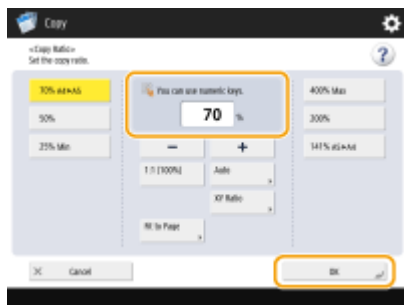 Copy
<Copy Ratio>
Set the copy ratio.
?
70% A4→A5
50%
25% Min
You can use numeric keys.
70 %
−
+
1:1 (100%)
Auto
XY Ratio
Fit to Page
400% Max
200%
141% A5→A4
× Cancel
OK